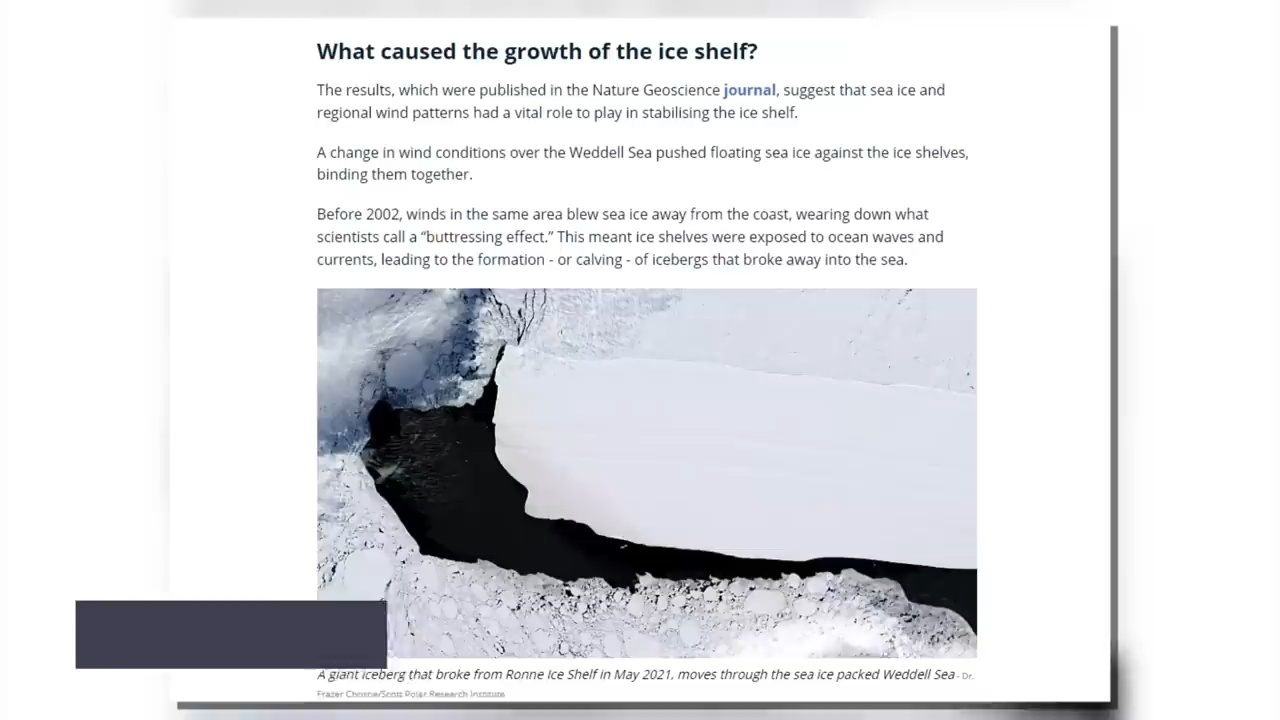 What caused the growth of the ice shelf?
The results, which were published in the Nature Geoscience journal, suggest that sea ice and
regional wind patterns had a vital role to play in stabilising the ice shelf.
A change in wind conditions over the Weddell Sea pushed floating sea ice against the ice shelves,
binding them together.
Before 2002, winds in the same area blew sea ice away from the coast, wearing down what
scientists call a “buttressing effect.” This meant ice shelves were exposed to ocean waves and
currents, leading to the formation - or calving - of icebergs that broke away into the sea.
A giant iceberg that broke from Ronne Ice Shelf in May 2021, moves through the sea ice packed Weddell Sea - Dr.
Frazer Christie/Scott Polar Research Institute